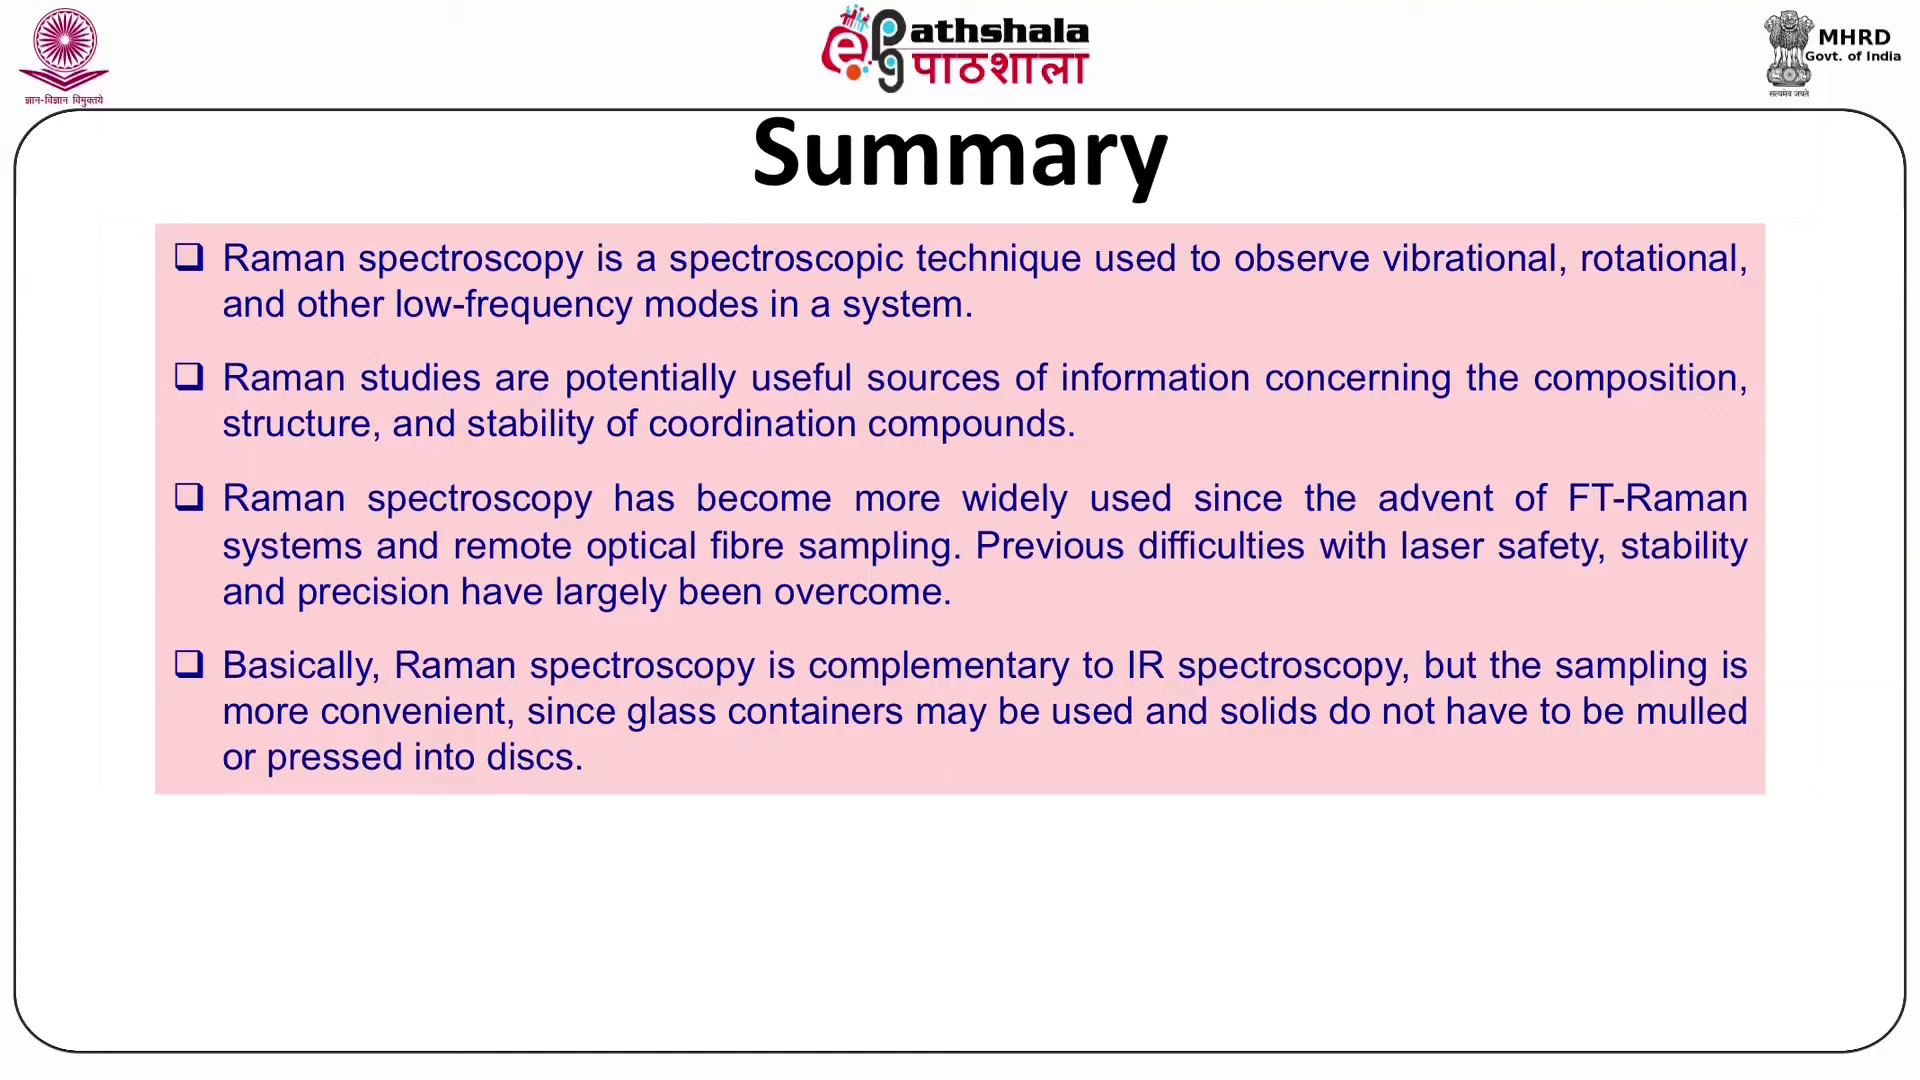 ज्ञान-विज्ञान विमुक्तये
ePG athshala
पाठशाला
MHRD
Govt. of India
सत्यमेव जयते
Summary
❑ Raman spectroscopy is a spectroscopic technique used to observe vibrational, rotational,
and other low-frequency modes in a system.
❑ Raman studies are potentially useful sources of information concerning the composition,
structure, and stability of coordination compounds.
❑ Raman spectroscopy has become more widely used since the advent of FT-Raman
systems and remote optical fibre sampling. Previous difficulties with laser safety, stability
and precision have largely been overcome.
❑ Basically, Raman spectroscopy is complementary to IR spectroscopy, but the sampling is
more convenient, since glass containers may be used and solids do not have to be mulled
or pressed into discs.